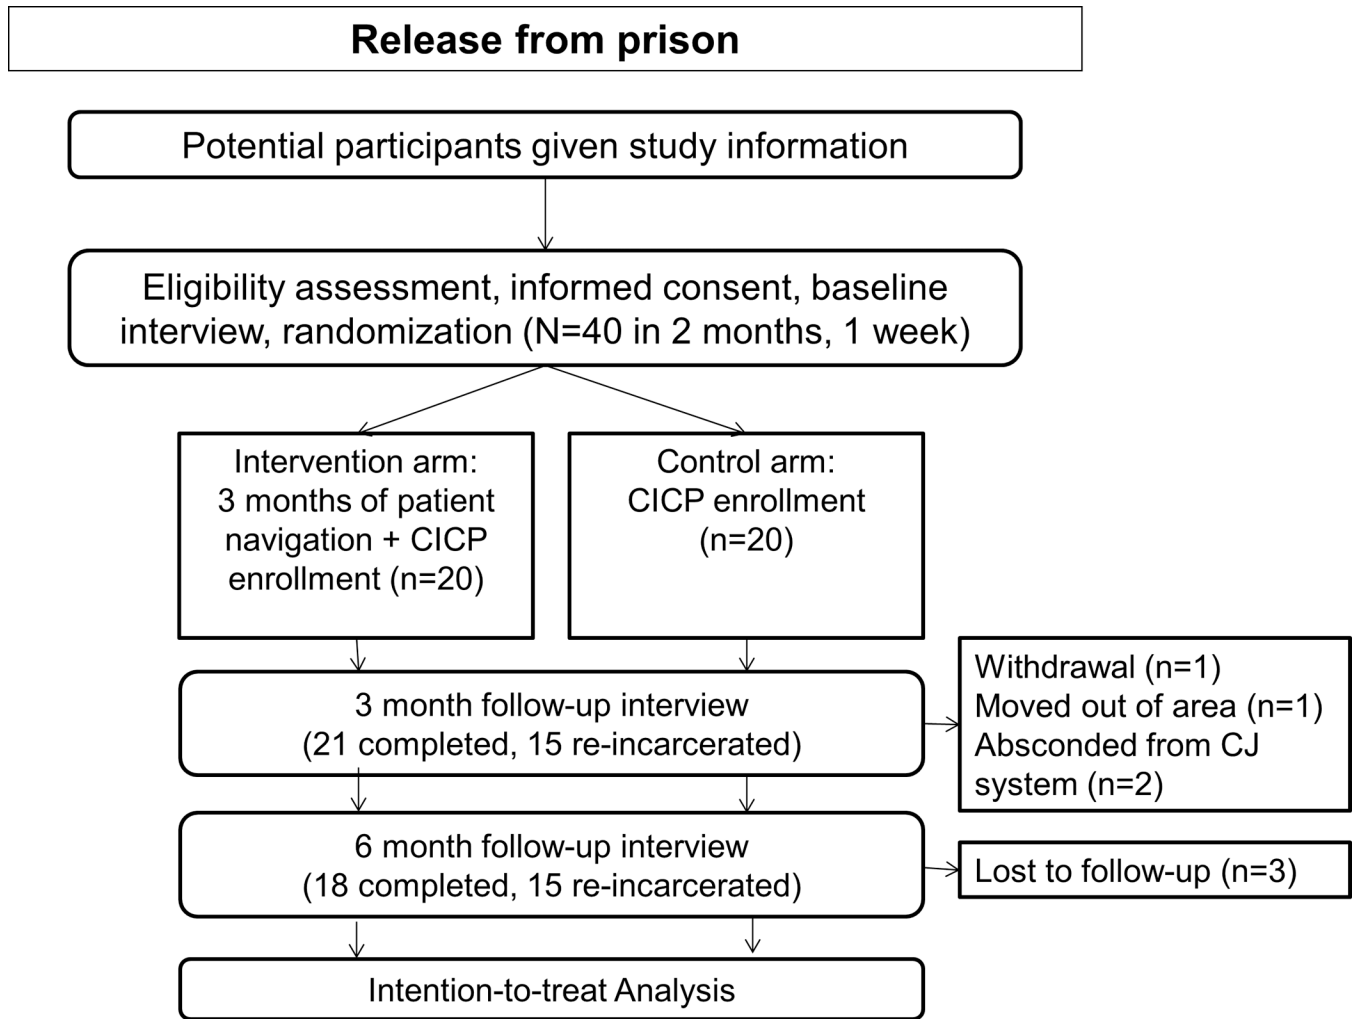 Release from prison
Potential participants given study information
Eligibility assessment, informed consent, baseline
interview, randomization (N=40 in 2 months, 1 week)
Intervention arm:
3 months of patient
navigation + CICP
enrollment (n=20)
Control arm:
CICP enrollment
(n=20)
3 month follow-up interview
(21 completed, 15 re-incarcerated)
Withdrawal (n=1)
Moved out of area (n=1)
Absconded from CJ
system (n=2)
6 month follow-up interview
(18 completed, 15 re-incarcerated)
Lost to follow-up (n=3)
Intention-to-treat Analysis